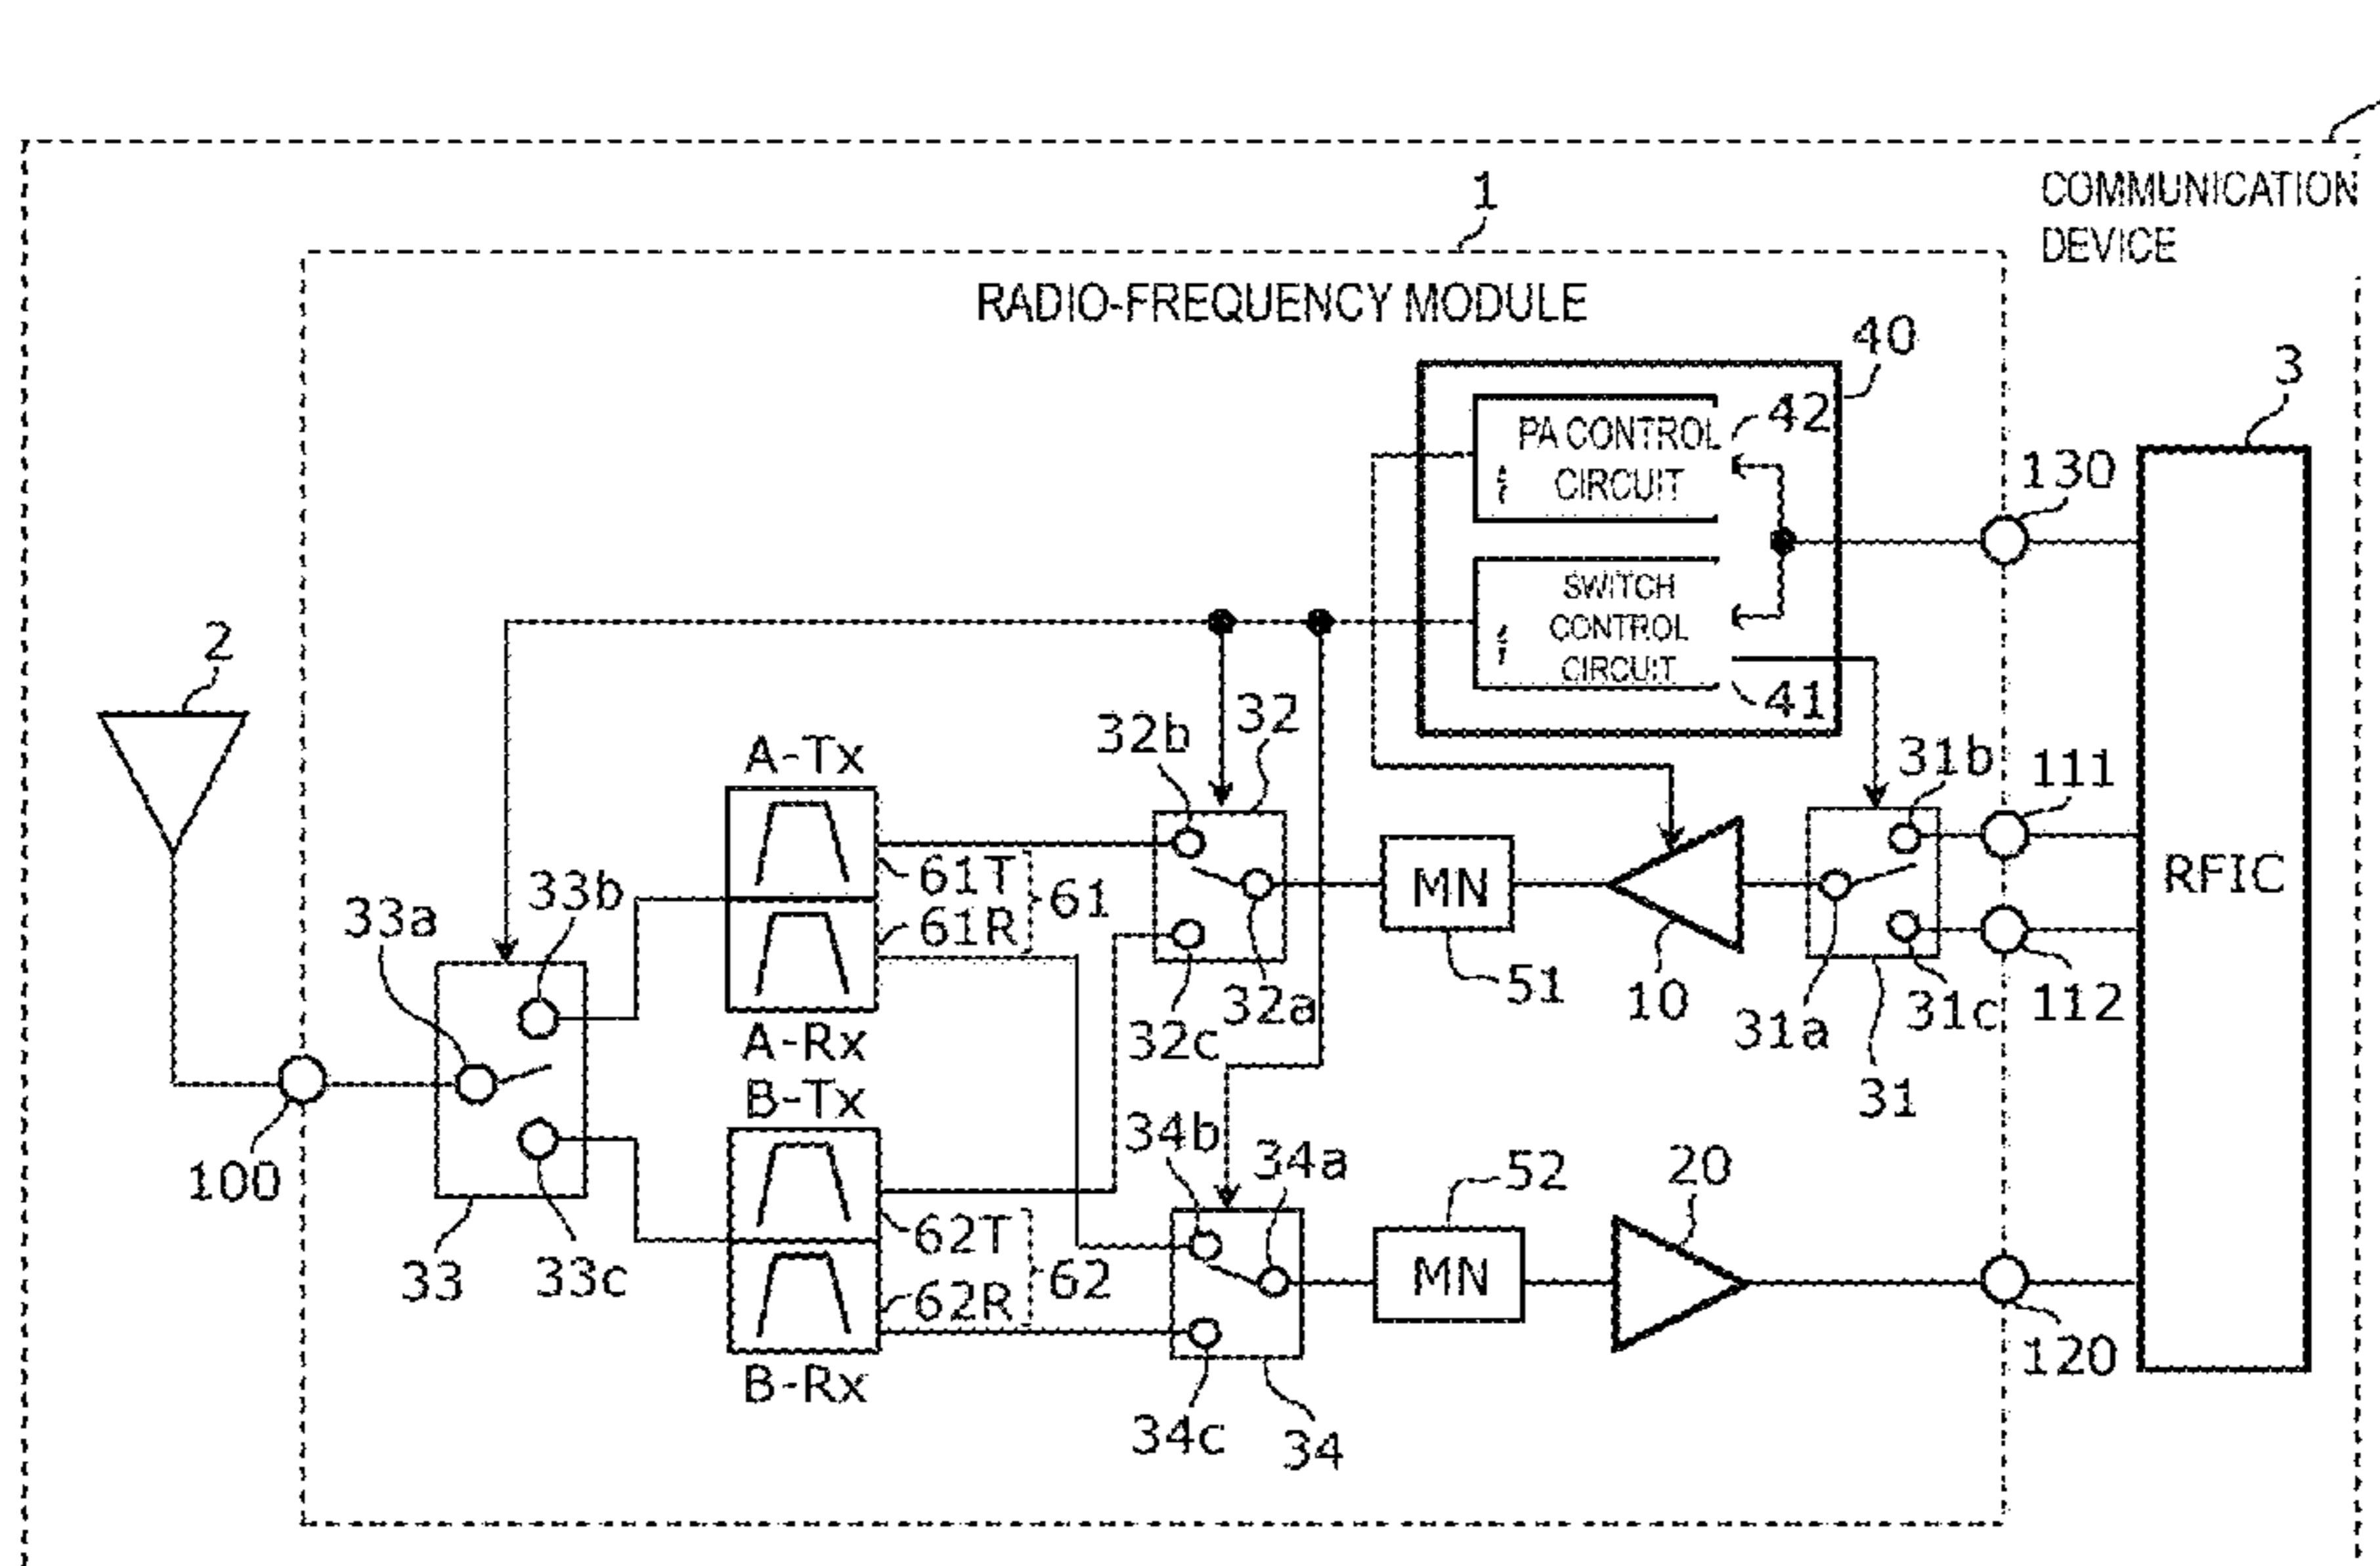 COMMUNICATION
DEVICE
1
RADIO-FREQUENCY MODULE
40
3
PA CONTROL
CIRCUIT
42
130
SWITCH
CONTROL
CIRCUIT
41
2
32b
32
31b
111
A-Tx
61T
61R
61
MN
RFIC
33a
33b
32a
51
10
31a
31c
112
A-Rx
32c
31
B-Tx
34b
34a
52
20
100
62T
62R
62
MN
33
33c
120
B-Rx
34c
34